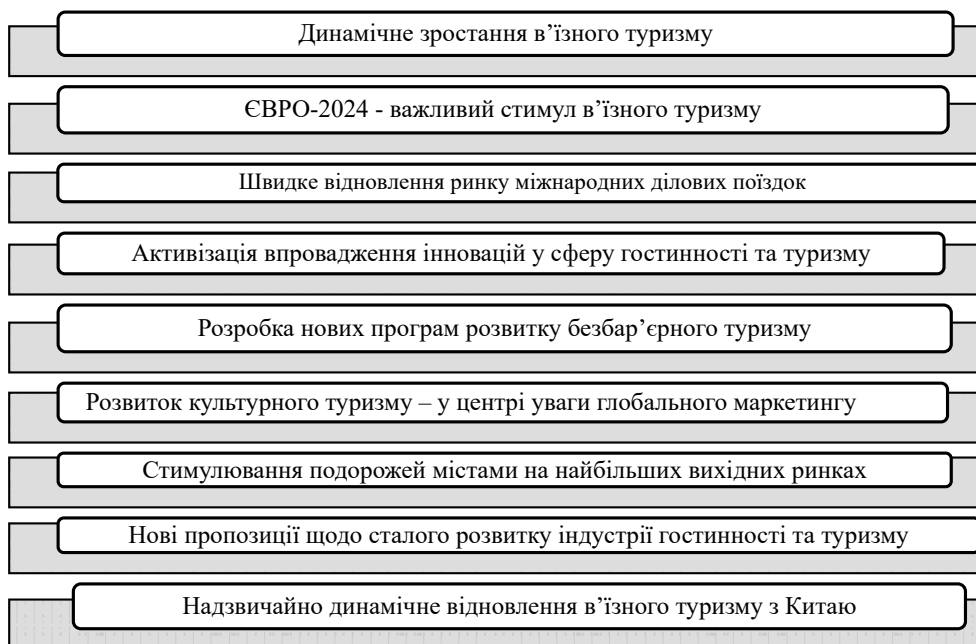 Динамічне зростання в’їзного туризму
ЄВРО-2024 - важливий стимул в’їзного туризму
Швидке відновлення ринку міжнародних ділових поїздок
Активізація впровадження інновацій у сферу гостинності та туризму
Розробка нових програм розвитку безбар’єрного туризму
Розвиток культурного туризму – у центрі уваги глобального маркетингу
Стимулювання подорожей містами на найбільших вихідних ринках
Нові пропозиції щодо сталого розвитку індустрії гостинності та туризму
Надзвичайно динамічне відновлення в’їзного туризму з Китаю